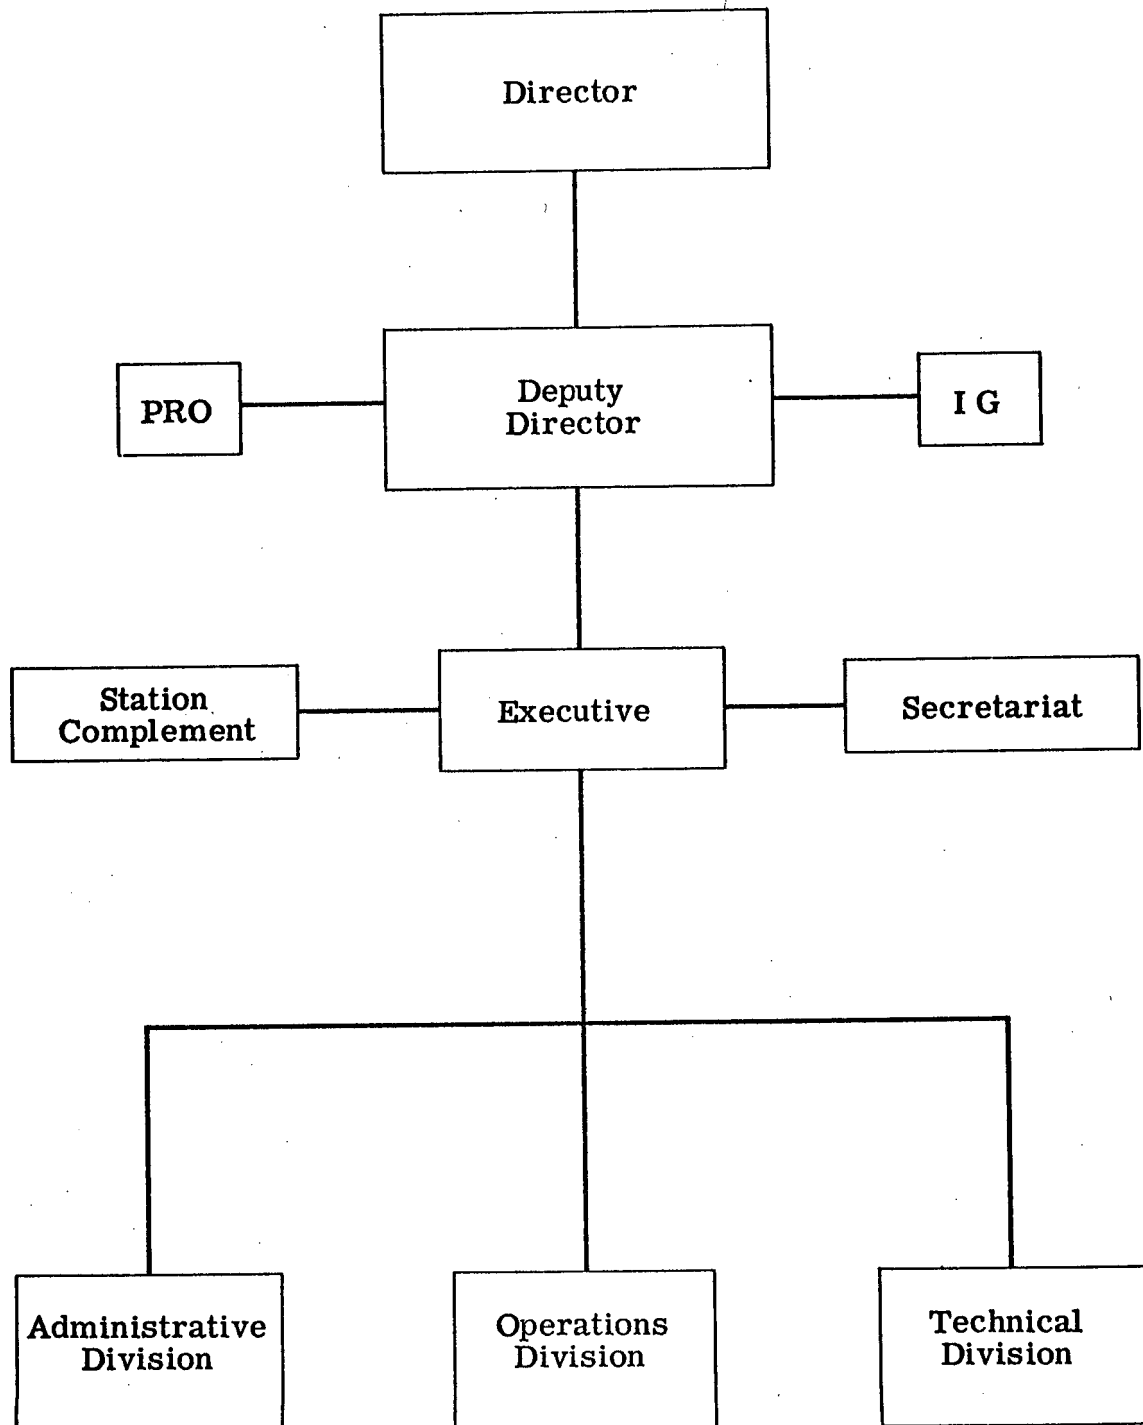 Director
PRO
Deputy
Director
I G
Station
Complement
Executive
Secretariat
Administrative
Division
Operations
Division
Technical
Division